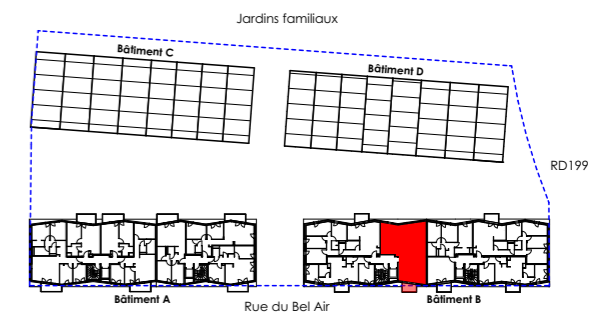 Jardins familiaux
Bâtiment C
Bâtiment D
RD199
Bâtiment A
Bâtiment B
Rue du Bel Air